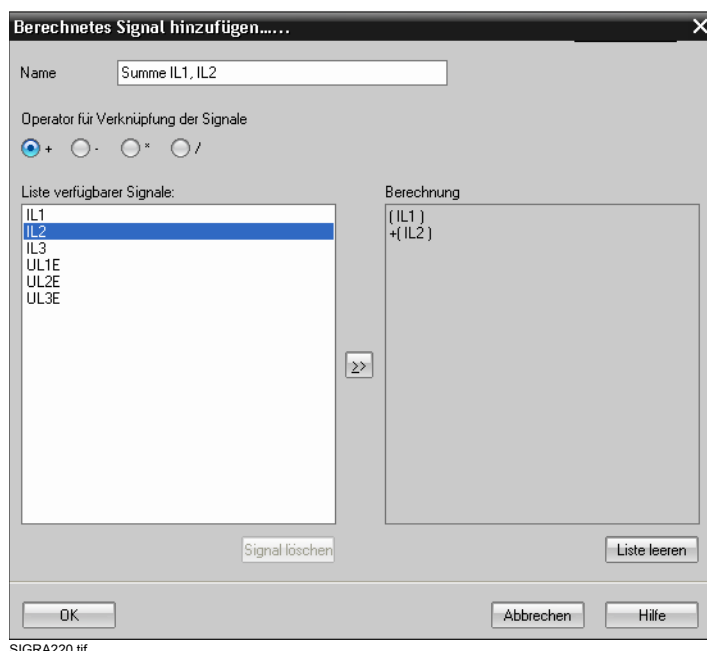 Berechnetes Signal hinzufügen......
Name
Summe IL1, IL2
Operator für Verknüpfung der Signale
+ - * /
Liste verfügbarer Signale:
IL1
IL2
IL3
UL1E
UL2E
UL3E
>>
Berechnung
( IL1 )
+( IL2 )
Signal löschen
Liste leeren
OK
Abbrechen
Hilfe
SIGRA220.tif